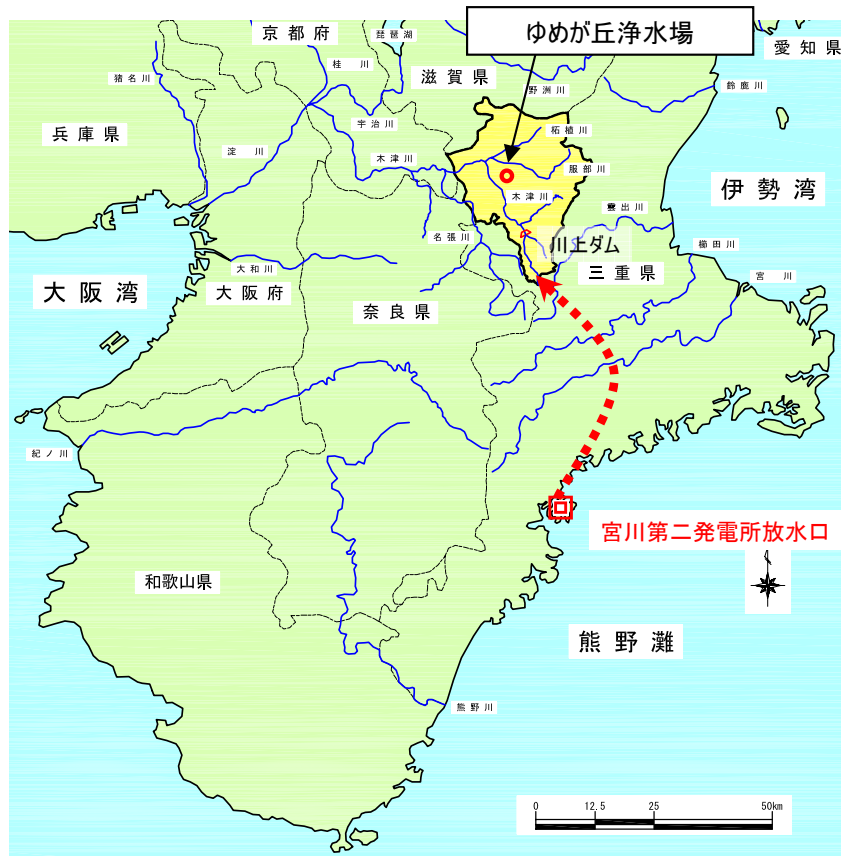 京都府
琵琶湖
ゆめが丘浄水場
愛知県
猪名川
桂川
滋賀県
野洲川
鈴鹿川
兵庫県
宇治川
柘植川
淀川
木津川
服部川
伊勢湾
木津川
雲出川
名張川
川上ダム
櫛田川
大和川
三重県
宮川
大阪湾
大阪府
奈良県
紀ノ川
宮川第二発電所放水口
和歌山県
熊野灘
熊野川
0 12.5 25 50km